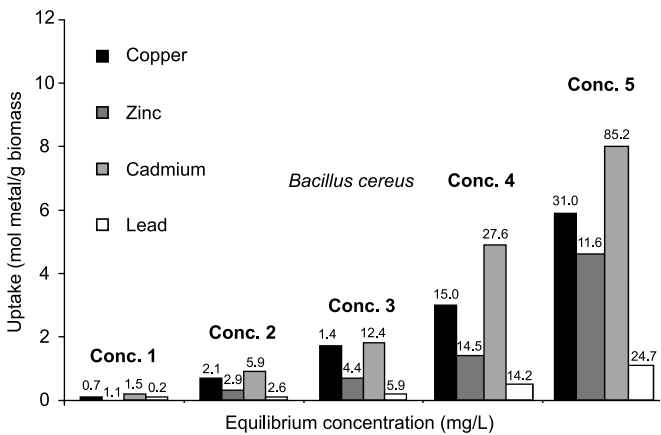 Uptake (mol metal/g biomass)
12
10
8
6
4
2
0
Copper
Zinc
Cadmium
Lead
Bacillus cereus
Conc. 1
0.7 1.1 1.5 0.2
Conc. 2
2.1 2.9 5.9 2.6
Conc. 3
1.4 4.4 12.4 5.9
Conc. 4
15.0 14.5 27.6 14.2
Conc. 5
31.0 11.6 85.2 24.7
Equilibrium concentration (mg/L)